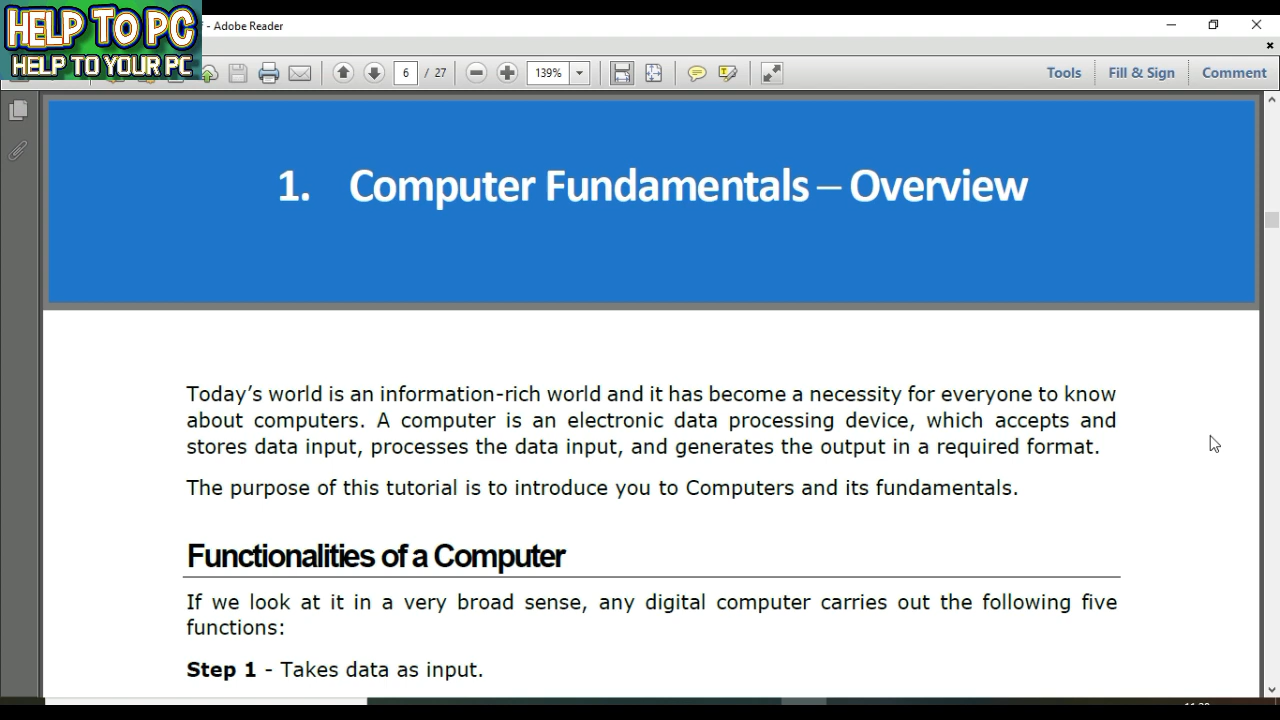 HELP TO PC
HELP TO YOUR PC
- Adobe Reader
6 / 27
139%
Tools
Fill & Sign
Comment
1. Computer Fundamentals – Overview
Today’s world is an information-rich world and it has become a necessity for everyone to know
about computers. A computer is an electronic data processing device, which accepts and
stores data input, processes the data input, and generates the output in a required format.
The purpose of this tutorial is to introduce you to Computers and its fundamentals.
Functionalities of a Computer
If we look at it in a very broad sense, any digital computer carries out the following five
functions:
Step 1 - Takes data as input.